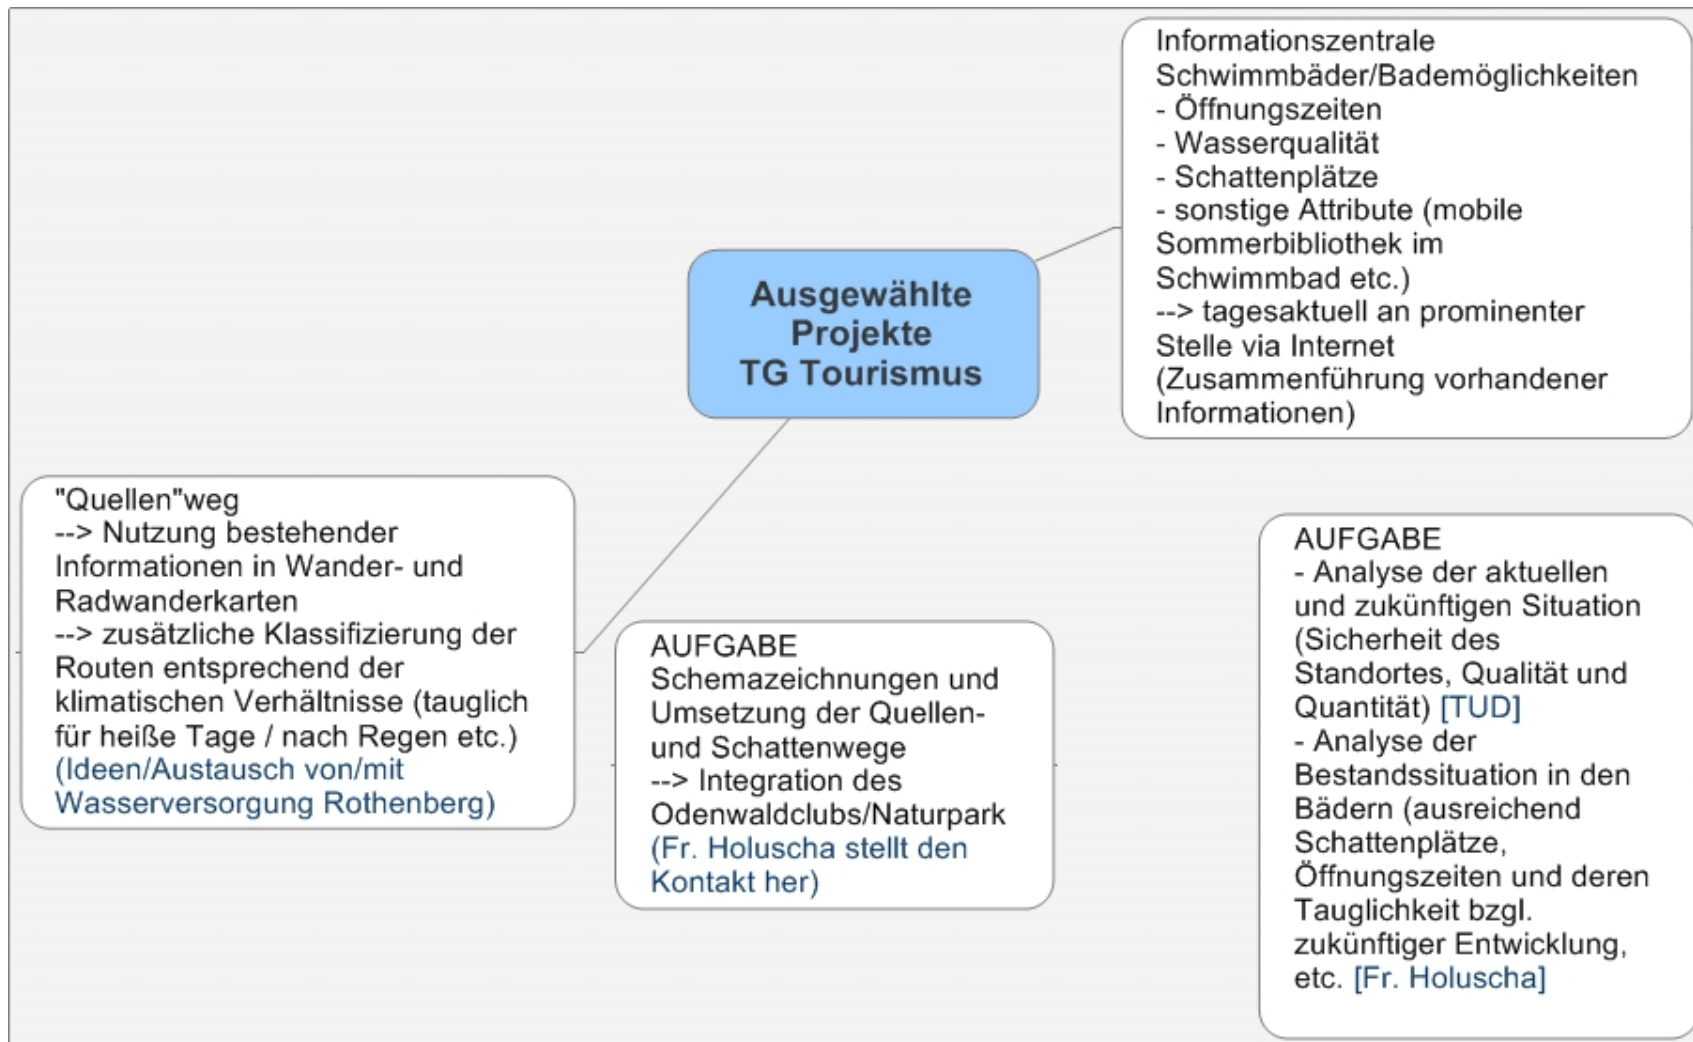 Ausgewählte
Projekte
TG Tourismus
Informationszentrale
Schwimmbäder/Bademöglichkeiten
- Öffnungszeiten
- Wasserqualität
- Schattenplätze
- sonstige Attribute (mobile
Sommerbibliothek im
Schwimmbad etc.)
--> tagesaktuell an prominenter
Stelle via Internet
(Zusammenführung vorhandener
Informationen)
"Quellen"weg
--> Nutzung bestehender
Informationen in Wander- und
Radwanderkarten
--> zusätzliche Klassifizierung der
Routen entsprechend der
klimatischen Verhältnisse (tauglich
für heiße Tage / nach Regen etc.)
(Ideen/Austausch von/mit
Wasserversorgung Rothenberg)
AUFGABE
Schemazeichnungen und
Umsetzung der Quellen-
und Schattenwege
--> Integration des
Odenwaldclubs/Naturpark
(Fr. Holuscha stellt den
Kontakt her)
AUFGABE
- Analyse der aktuellen
und zukünftigen Situation
(Sicherheit des
Standortes, Qualität und
Quantität) [TUD]
- Analyse der
Bestandssituation in den
Bädern (ausreichend
Schattenplätze,
Öffnungszeiten und deren
Tauglichkeit bzgl.
zukünftiger Entwicklung,
etc. [Fr. Holuscha]